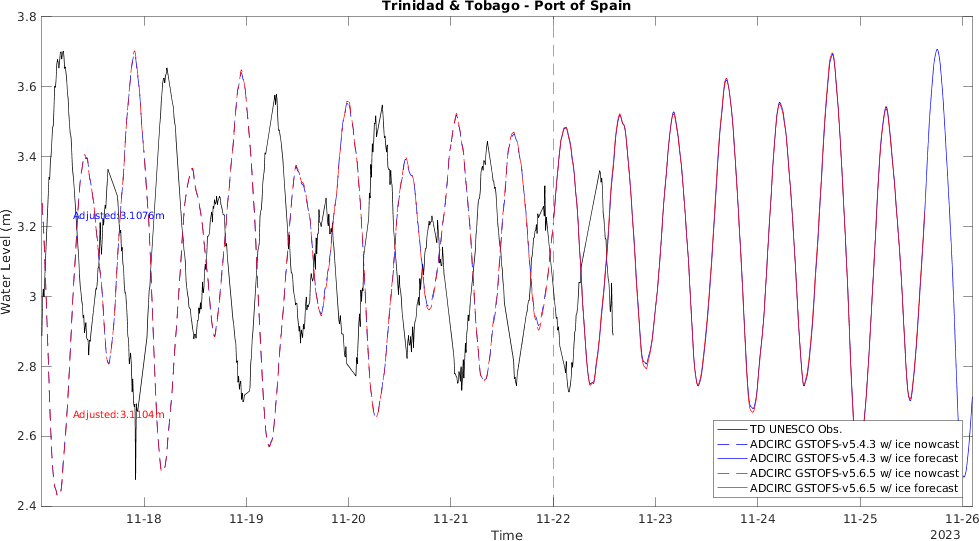 Trinidad & Tobago - Port of Spain
3.8
3.6
3.4
3.2
3
2.8
2.6
2.4
Water Level (m)
Adjusted:3.1076m
Adjusted:3.1104m
TD UNESCO Obs.
ADCIRC GSTOFS-v5.4.3 w/ ice nowcast
ADCIRC GSTOFS-v5.4.3 w/ ice forecast
ADCIRC GSTOFS-v5.6.5 w/ ice nowcast
ADCIRC GSTOFS-v5.6.5 w/ ice forecast
11-18 11-19 11-20 11-21 11-22 11-23 11-24 11-25 11-26
Time
2023